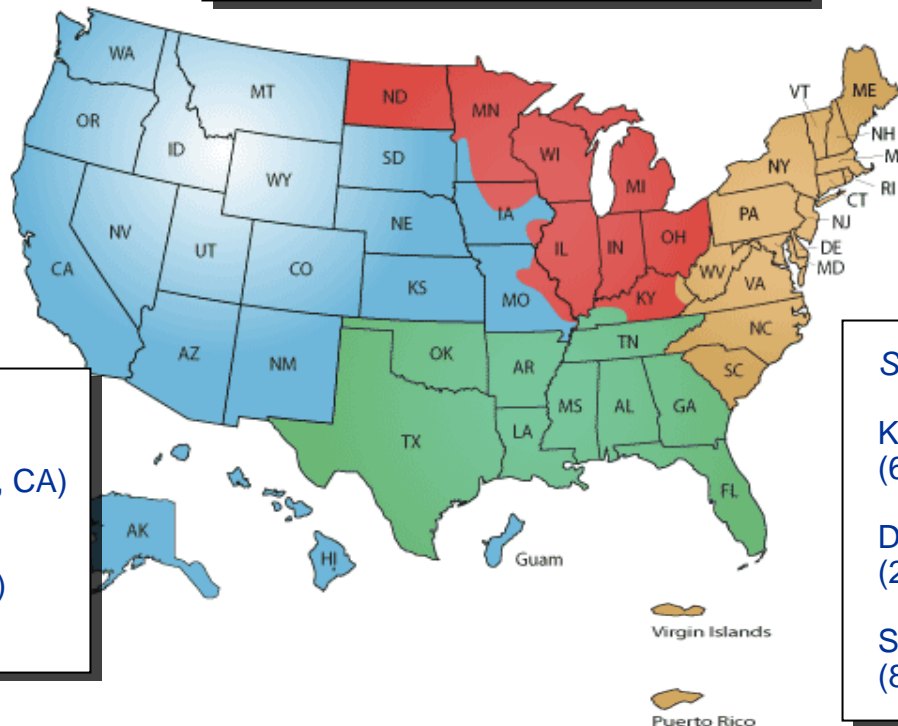 WA
MT
ND
MN
VT
ME
OR
ID
SD
WI
NY
NH
M
WY
MI
RI
CT
NV
NE
IA
PA
NJ
UT
CO
IL
IN
OH
DE
MD
CA
KS
MO
WV
VA
KY
NC
AZ
NM
OK
AR
TN
SC
MS
AL
GA
TX
LA
FL
, CA)
)
AK
HI
Guam
Virgin Islands
Puerto Rico
S
K
(6
D
(2
S
(8